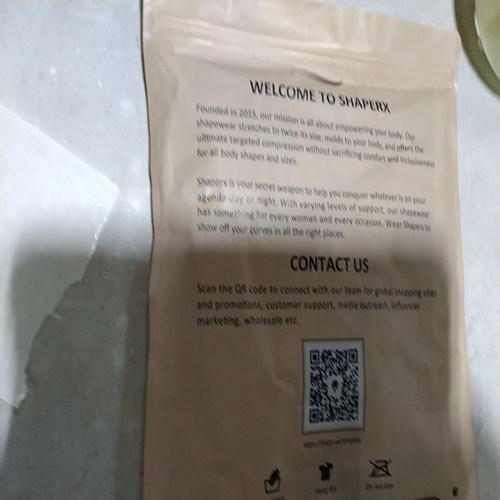 WELCOME TO SHAPERX
Founded in 2015, our mission is all about empowering your body. Our
shapewear stretches to twice its size, molds to your body, and offers the
ultimate targeted compression without sacrificing comfort and inclusiveness
for all body shapes and sizes.
Shapers is your secret weapon to help you conquer whatever is on your
agenda-day or night. With varying levels of support, our shapewear
has something for every woman and every occasion. Wear Shapers to
show off your curves in all the right places.
CONTACT US
Scan the QR code to connect with our team for global shopping sites
and promotions, customer support, media outreach, influencer
marketing, wholesale etc.
Do not iron